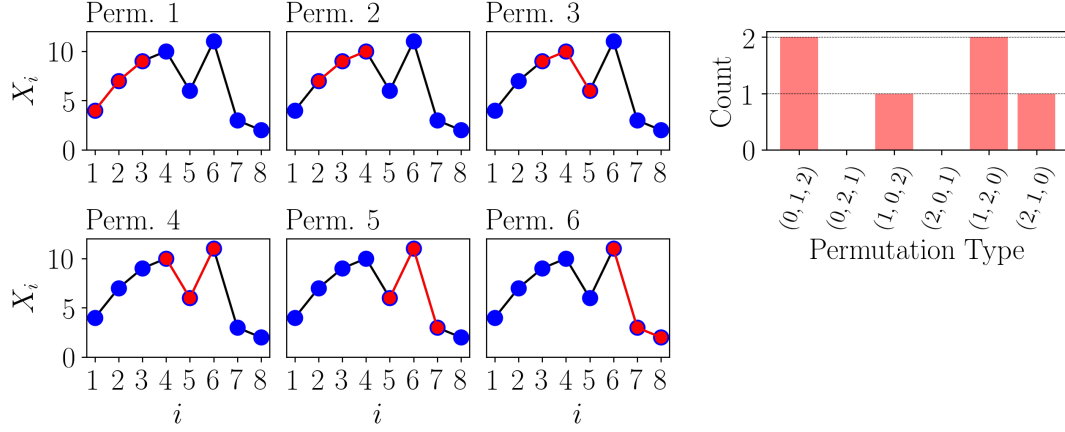 Perm. 1
Perm. 2
Perm. 3
X_i
10
5
0
1 2 3 4 5 6 7 8
1 2 3 4 5 6 7 8
1 2 3 4 5 6 7 8
Perm. 4
Perm. 5
Perm. 6
X_i
10
5
0
1 2 3 4 5 6 7 8
1 2 3 4 5 6 7 8
1 2 3 4 5 6 7 8
i
i
i
Count
2
1
0
(0, 1, 2)
(0, 2, 1)
(1, 0, 2)
(2, 0, 1)
(1, 2, 0)
(2, 1, 0)
Permutation Type